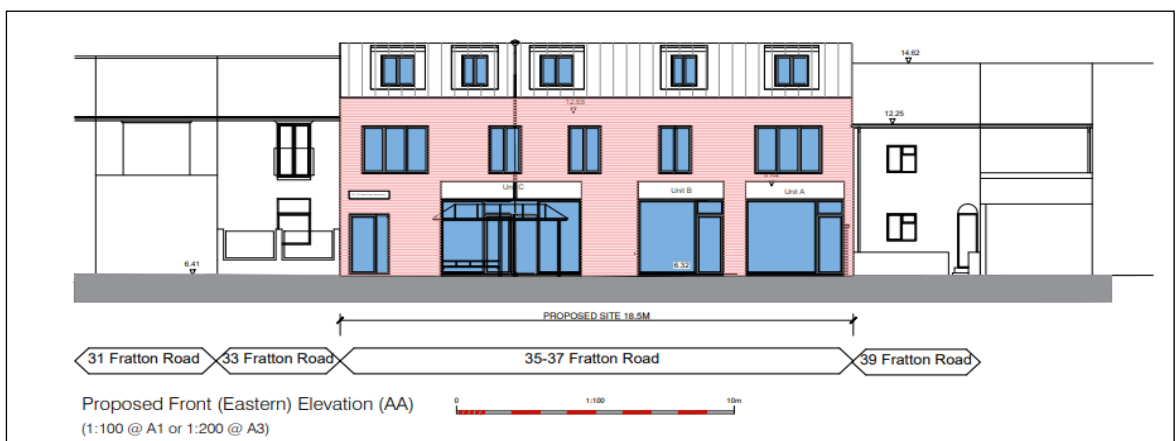 14.62
12.88
12.25
Unit C
Unit B
Unit A
6.41
6.32
PROPOSED SITE 18.5M
31 Fratton Road
33 Fratton Road
35-37 Fratton Road
39 Fratton Road
Proposed Front (Eastern) Elevation (AA)
0
1:100
10m
(1:100 @ A1 or 1:200 @ A3)